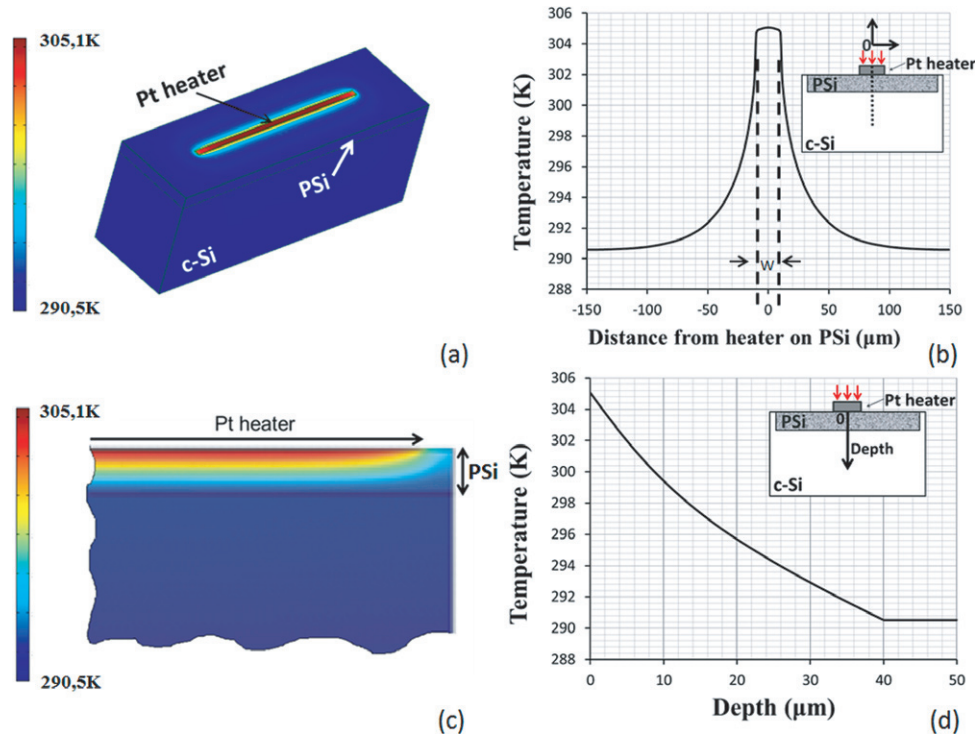 305,1K
Pt heater
PSi
c-Si
290,5K
(a)
306
304
302
300
298
296
294
292
290
288
Temperature (K)
0
Pt heater
PSi
c-Si
W
-150
-100
-50
0
50
100
150
Distance from heater on PSi (µm)
(b)
305,1K
Pt heater
PSi
290,5K
(c)
306
304
302
300
298
296
294
292
290
288
Temperature (K)
Pt heater
PSi
0
Depth
c-Si
0
10
20
30
40
50
Depth (µm)
(d)